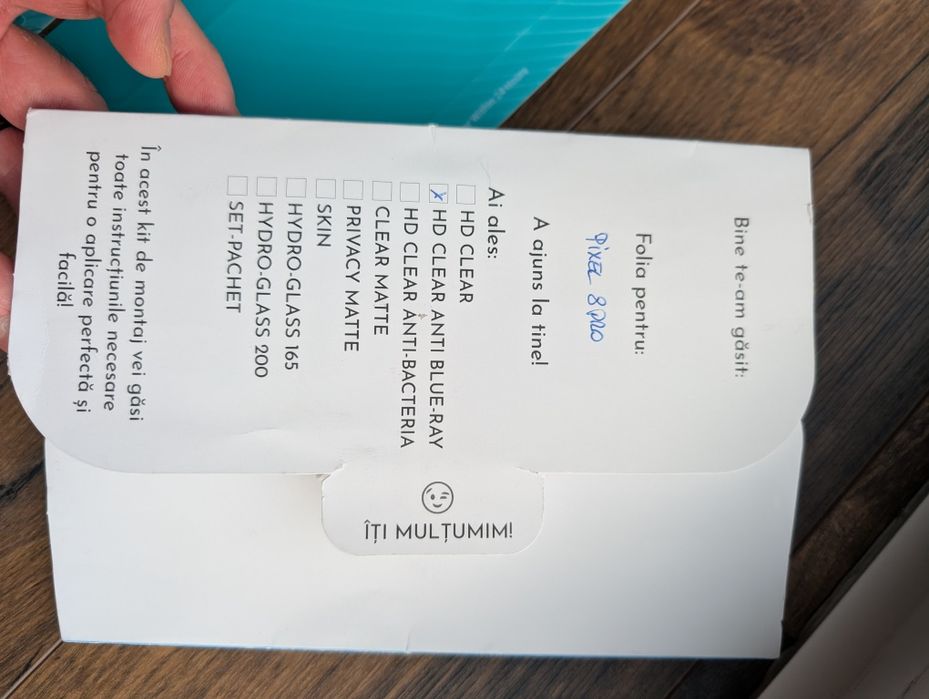 Bine te-am găsit:
Folia pentru:
PIXEL 8 PRO
A ajuns la tine!
Ai ales:
HD CLEAR
X HD CLEAR ANTI BLUE-RAY
HD CLEAR ANTI-BACTERIA
CLEAR MATTE
PRIVACY MATTE
SKIN
HYDRO-GLASS 165
HYDRO-GLASS 200
SET-PACHET
În acest kit de montaj vei găsi
toate instrucțiunile necesare
pentru o aplicare perfectă și
facilă!
ÎȚI MULȚUMIM!